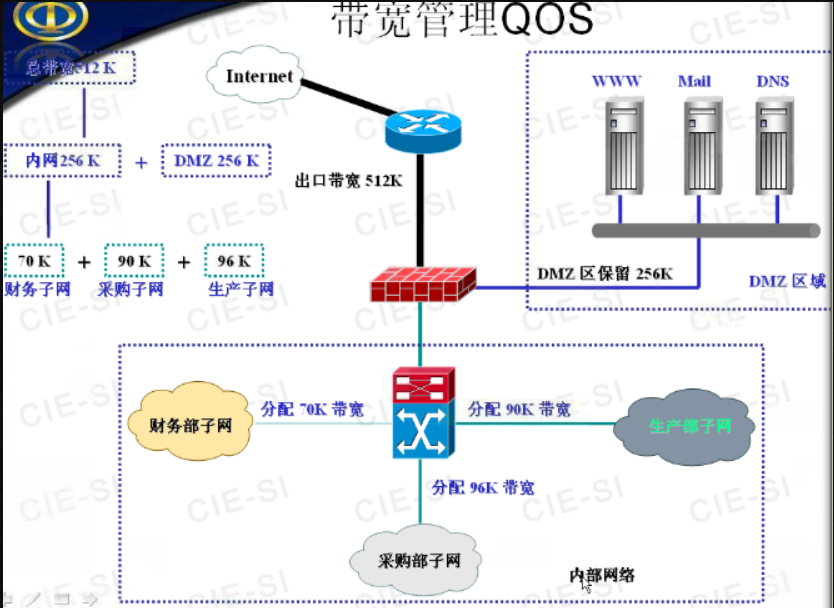 带宽管理QOS
总带宽512 K
Internet
WWW
Mail
DNS
内网256 K
+
DMZ 256 K
出口带宽 512K
70 K
+
90 K
+
96 K
财务子网
采购子网
生产子网
DMZ 区保留 256K
DMZ 区域
财务部子网
分配 70K 带宽
分配 90K 带宽
生产部子网
分配 96K 带宽
采购部子网
内部网络
CIE-SI